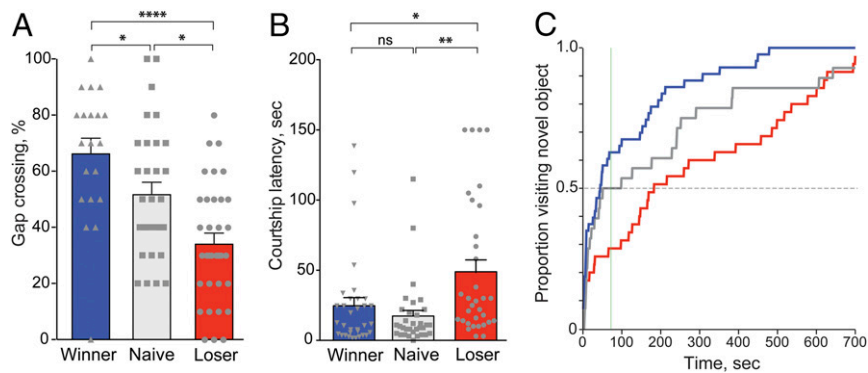 A
****
*
*
Gap crossing, %
100
80
60
40
20
0
Winner
Naive
Loser
B
*
ns
**
Courtship latency, sec
200
150
100
50
0
Winner
Naive
Loser
C
Proportion visiting novel object
1.0
0.5
0
0
100
200
300
400
500
600
700
Time, sec